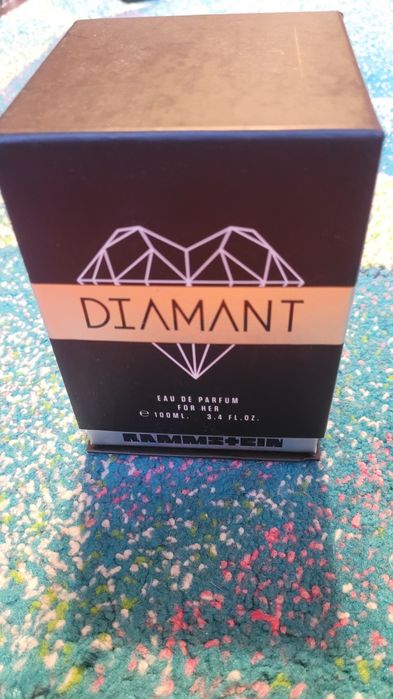 DIAMANT
EAU DE PARFUM
FOR HER
℮ 100ML. 3.4 FL.OZ.
RAMMSTEIN